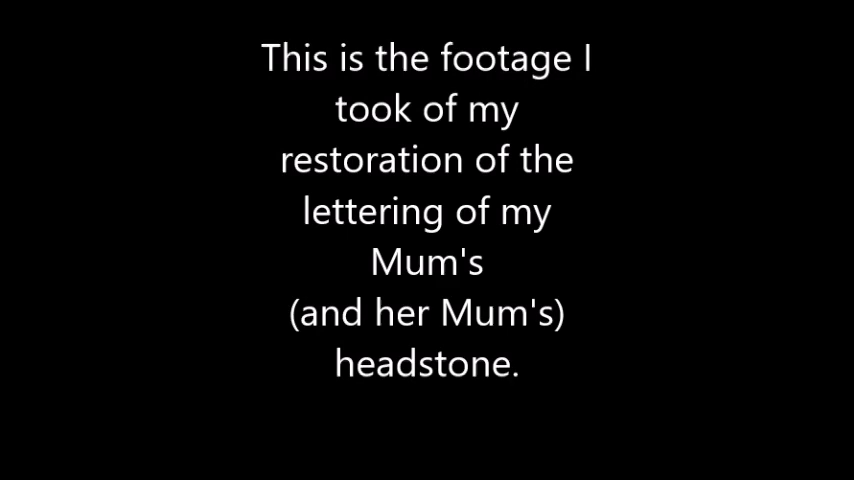 This is the footage I
took of my
restoration of the
lettering of my
Mum's
(and her Mum's)
headstone.